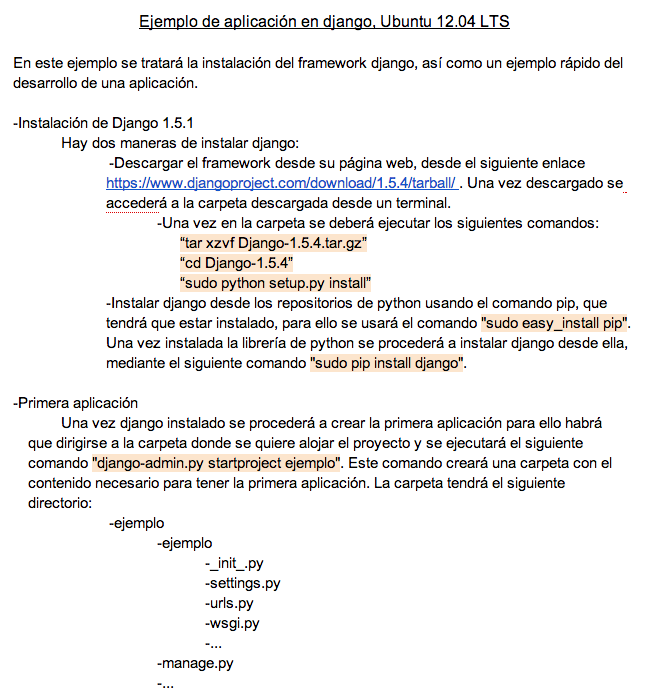 Ejemplo de aplicación en django, Ubuntu 12.04 LTS
En este ejemplo se tratará la instalación del framework django, así como un ejemplo rápido del
desarrollo de una aplicación.
-Instalación de Django 1.5.1
Hay dos maneras de instalar django:
-Descargar el framework desde su página web, desde el siguiente enlace
https://www.djangoproject.com/download/1.5.4/tarball/ . Una vez descargado se
accederá a la carpeta descargada desde un terminal.
-Una vez en la carpeta se deberá ejecutar los siguientes comandos:
“tar xzvf Django-1.5.4.tar.gz”
“cd Django-1.5.4”
“sudo python setup.py install”
-Instalar django desde los repositorios de python usando el comando pip, que
tendrá que estar instalado, para ello se usará el comando "sudo easy_install pip".
Una vez instalada la librería de python se procederá a instalar django desde ella,
mediante el siguiente comando "sudo pip install django".
-Primera aplicación
Una vez django instalado se procederá a crear la primera aplicación para ello habrá
que dirigirse a la carpeta donde se quiere alojar el proyecto y se ejecutará el siguiente
comando "django-admin.py startproject ejemplo". Este comando creará una carpeta con el
contenido necesario para tener la primera aplicación. La carpeta tendrá el siguiente
directorio:
-ejemplo
-ejemplo
-_init_.py
-settings.py
-urls.py
-wsgi.py
-...
-manage.py
-...